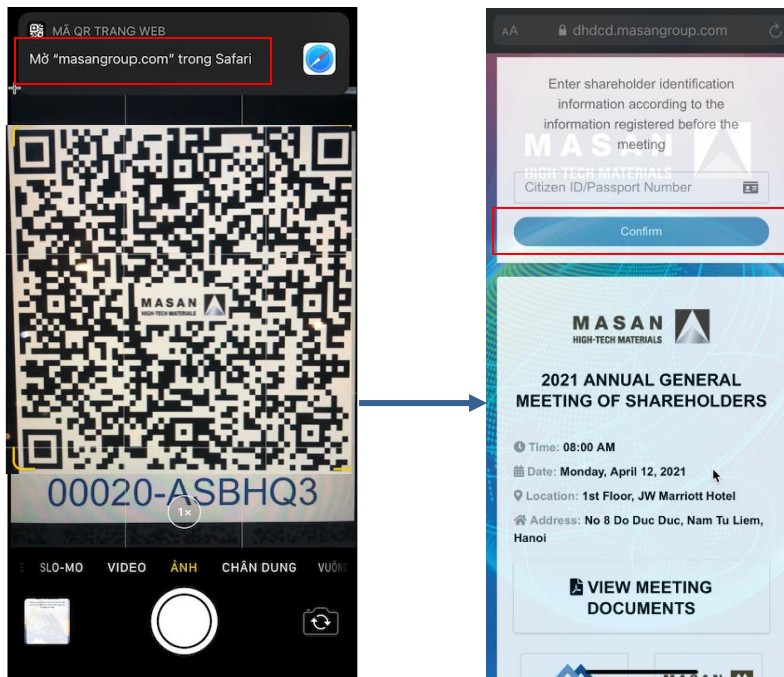 MÃ QR TRANG WEB
Mở “masangroup.com” trong Safari
MASAN
HIGH-TECH MATERIALS
00020-ASBHQ3
1×
SLO-MO VIDEO ẢNH CHÂN DUNG VUÔNG
AA dhdcd.masangroup.com
Enter shareholder identification
information according to the
information registered before the
meeting
MASAN
HIGH-TECH MATERIALS
Citizen ID/Passport Number
Confirm
MASAN
HIGH-TECH MATERIALS
2021 ANNUAL GENERAL
MEETING OF SHAREHOLDERS
Time: 08:00 AM
Date: Monday, April 12, 2021
Location: 1st Floor, JW Marriott Hotel
Address: No 8 Do Duc Duc, Nam Tu Liem,
Hanoi
VIEW MEETING
DOCUMENTS
MASAN